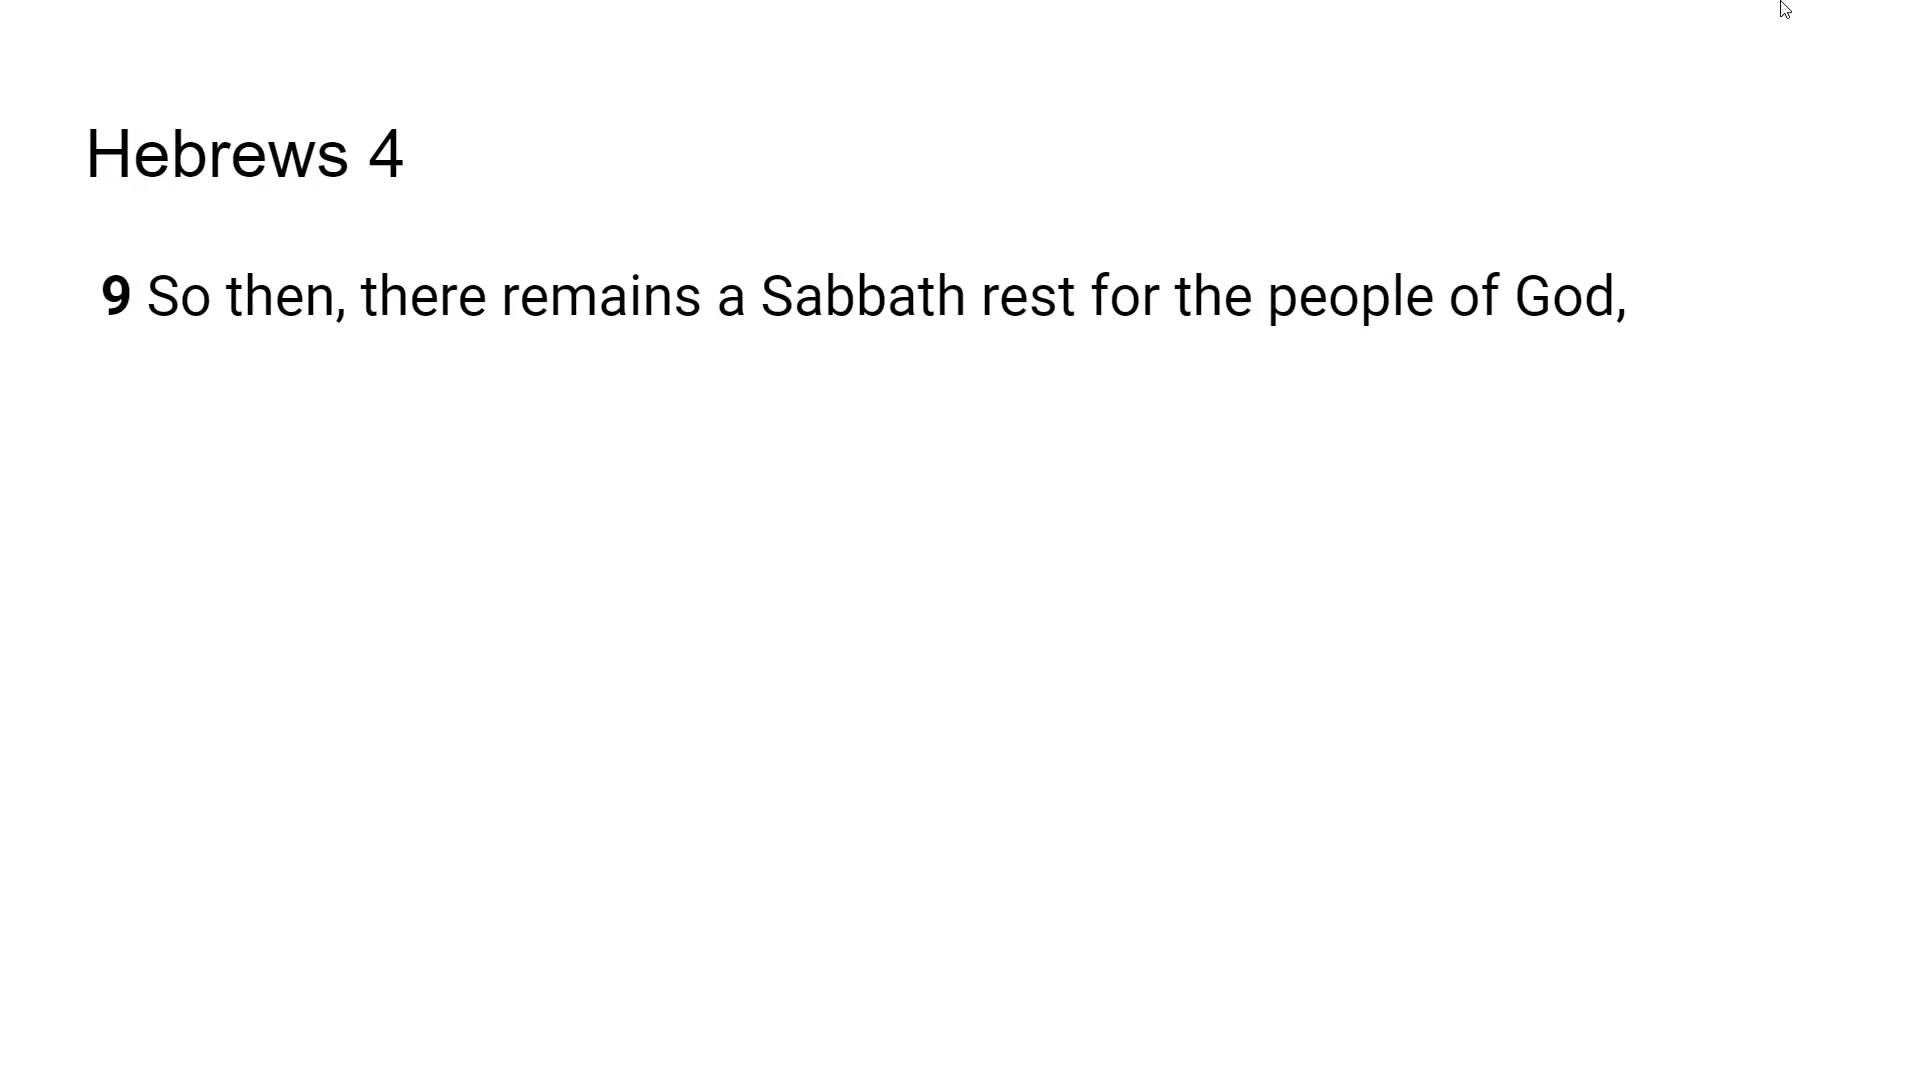 Hebrews 4
9 So then, there remains a Sabbath rest for the people of God,